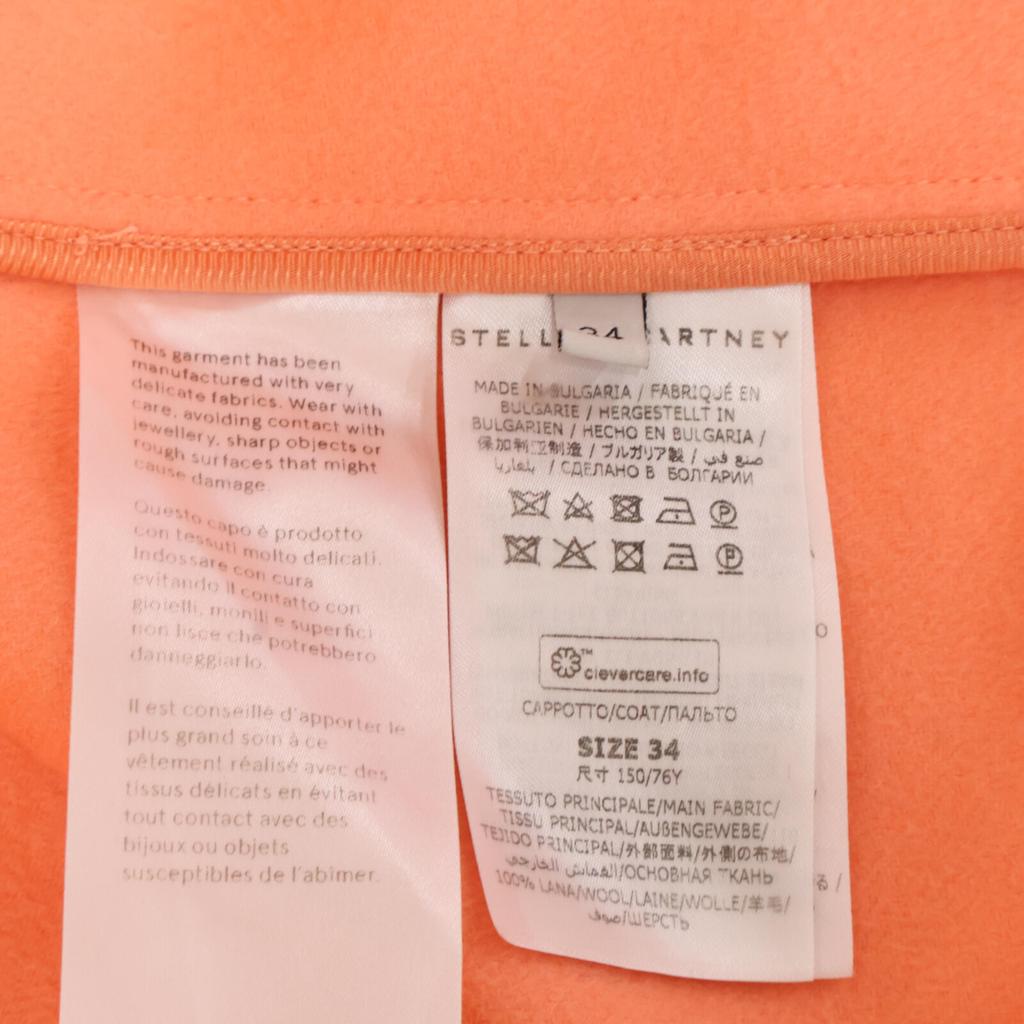 This garment has been
manufactured with very
delicate fabrics. Wear with
care, avoiding contact with
jewellery, sharp objects or
rough surfaces that might
cause damage.
Questo capo è prodotto
con tessuti molto delicati.
Indossare con cura
evitando il contatto con
gioielli, monili e superfici
non lisce che potrebbero
danneggiarlo.
Il est conseillé d'apporter le
plus grand soin à ce
vêtement réalisé avec des
tissus délicats en évitant
tout contact avec des
bijoux ou objets
susceptibles de l'abîmer.
34
STELL ARTNEY
MADE IN BULGARIA / FABRIQUÉ EN
BULGARIE / HERGESTELLT IN
BULGARIEN / HECHO EN BULGARIA /
保加利亚制造 / ブルガリア製 / صنع في
بلغاريا / СДЕЛАНО В БОЛГАРИИ
P
P
clevercare.info
TM
CAPPOTTO/COAT/ПАЛЬТО
SIZE 34
尺寸 150/76Y
TESSUTO PRINCIPALE/MAIN FABRIC/
TISSU PRINCIPAL/AUßENGEWEBE/
TEJIDO PRINCIPAL/外部面料/外側の布地/
القماش الخارجي/ОСНОВНАЯ ТКАНЬ
100% LANA/WOOL/LAINE/WOLLE/羊毛/
صوف/ШЕРСТЬ